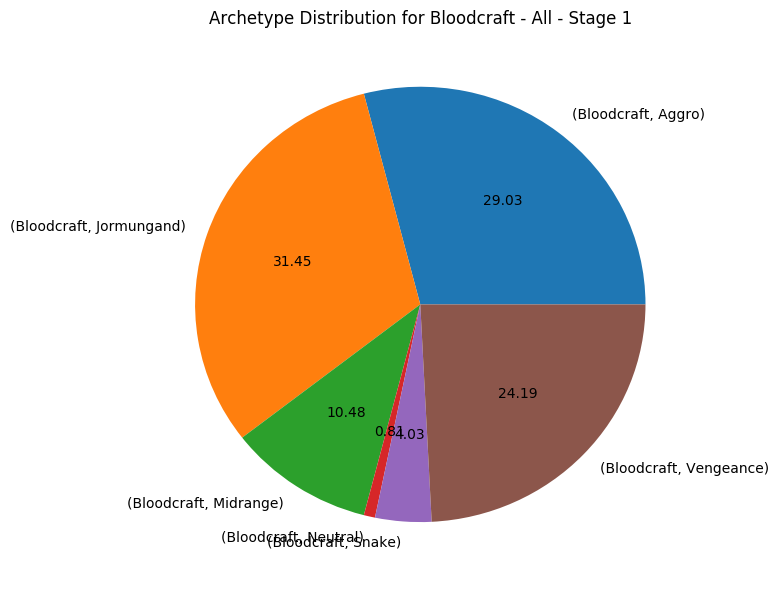 Archetype Distribution for Bloodcraft - All - Stage 1
(Bloodcraft, Aggro)
29.03
(Bloodcraft, Jormungand)
31.45
10.48
0.81
4.03
24.19
(Bloodcraft, Vengeance)
(Bloodcraft, Midrange)
(Bloodcraft, Neutral)
(Bloodcraft, Snake)